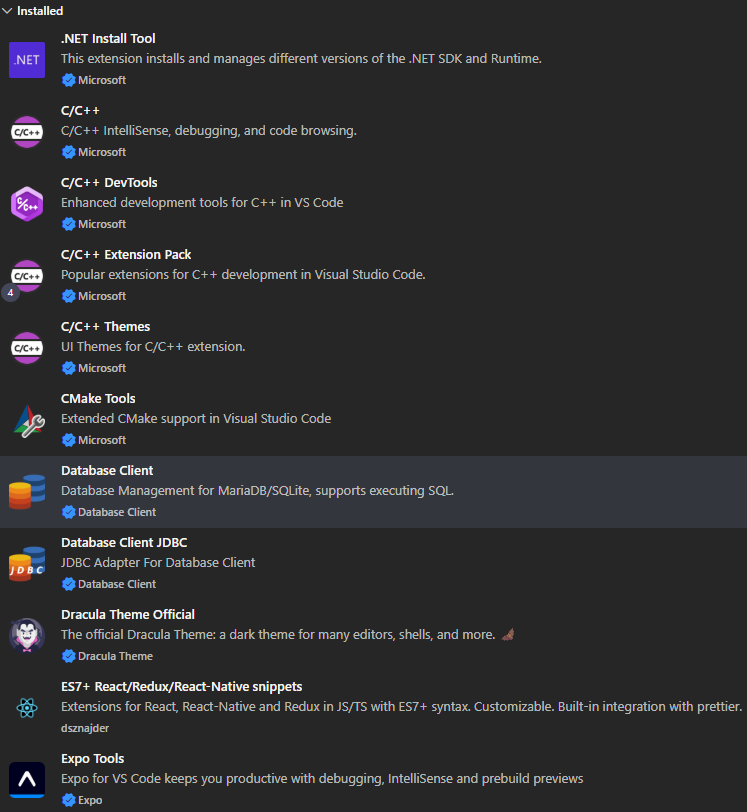 Installed
.NET Install Tool
.NET
This extension installs and manages different versions of the .NET SDK and Runtime.
Microsoft
C/C++
C/C++
C/C++ IntelliSense, debugging, and code browsing.
Microsoft
C/C++ DevTools
C/C++
Enhanced development tools for C++ in VS Code
Microsoft
C/C++ Extension Pack
C/C++
Popular extensions for C++ development in Visual Studio Code.
4
Microsoft
C/C++ Themes
C/C++
UI Themes for C/C++ extension.
Microsoft
CMake Tools
Extended CMake support in Visual Studio Code
Microsoft
Database Client
Database Management for MariaDB/SQLite, supports executing SQL.
Database Client
Database Client JDBC
JDBC
JDBC Adapter For Database Client
Database Client
Dracula Theme Official
The official Dracula Theme: a dark theme for many editors, shells, and more.
Dracula Theme
ES7+ React/Redux/React-Native snippets
Extensions for React, React-Native and Redux in JS/TS with ES7+ syntax. Customizable. Built-in integration with prettier.
dsznajder
Expo Tools
Expo for VS Code keeps you productive with debugging, IntelliSense and prebuild previews
Expo